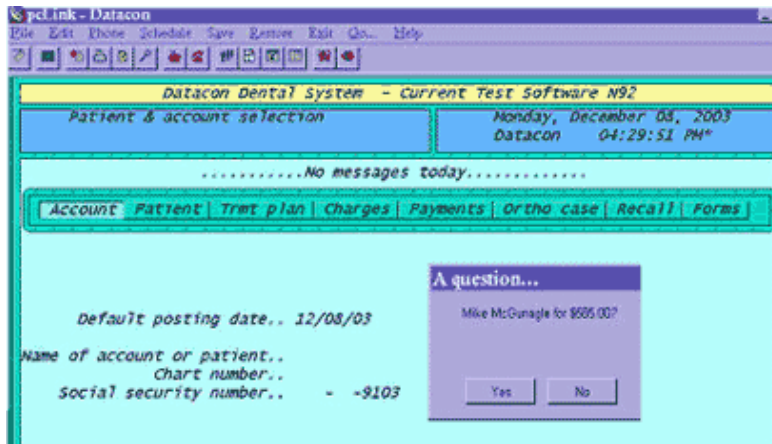 pcLink - Datacon
File Edit Phone Schedule Save Restore Exit Go... Help
Datacon Dental System - Current Test Software N92
Patient & account selection
Monday, December 08, 2003
Datacon 04:29:51 PM*
...........No messages today.............
Account Patient Trmt plan Charges Payments Ortho case Recall Forms
A question...
Mike McGunagle for $585.00?
Yes No
Default posting date.. 12/08/03
Name of account or patient..
Chart number..
Social security number.. - -9103